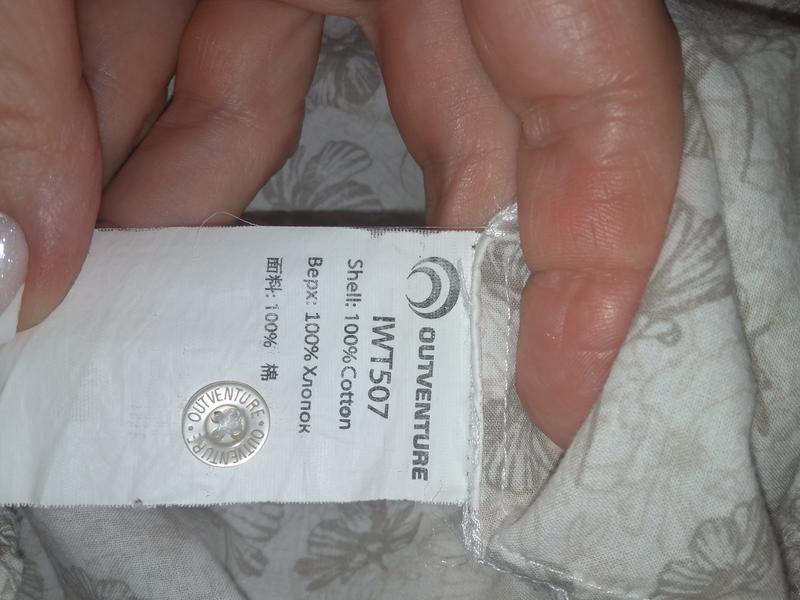 OUTVENTURE
IWT507
Shell: 100% Cotton
Верх: 100% Хлопок
面料: 100% 棉
OUTVENTURE • OUTVENTURE •